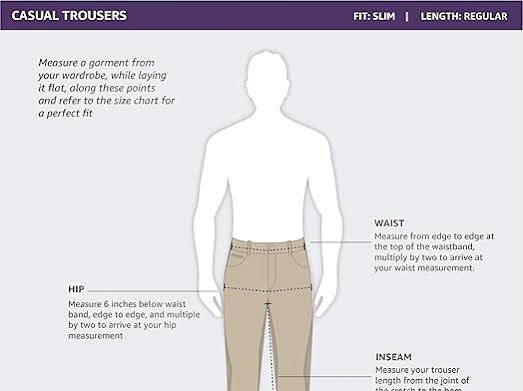 CASUAL TROUSERS
FIT: SLIM | LENGTH: REGULAR
Measure a garment from
your wardrobe, while laying
it flat, along these points
and refer to the size chart for
a perfect fit
WAIST
Measure from edge to edge at
the top of the waistband,
multiply by two to arrive at
your waist measurement.
HIP
Measure 6 inches below waist
band, edge to edge, and multiple
by two to arrive at your hip
measurement
INSEAM
Measure your trouser
length from the joint of
the crotch to the hem